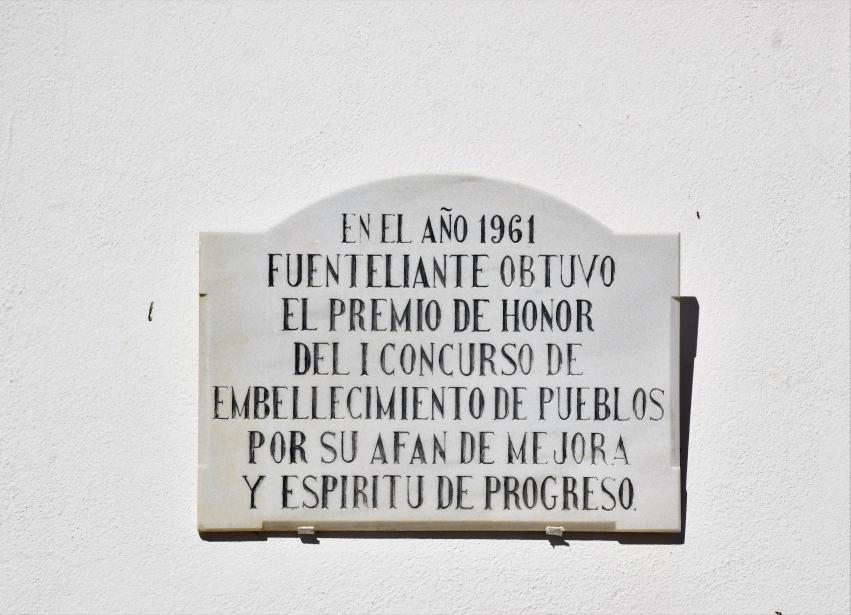 EN EL AÑO 1961
FUENTELIANTE OBTUVO
EL PREMIO DE HONOR
DEL I CONCURSO DE
EMBELLECIMIENTO DE PUEBLOS
POR SU AFAN DE MEJORA
Y ESPIRITU DE PROGRESO.